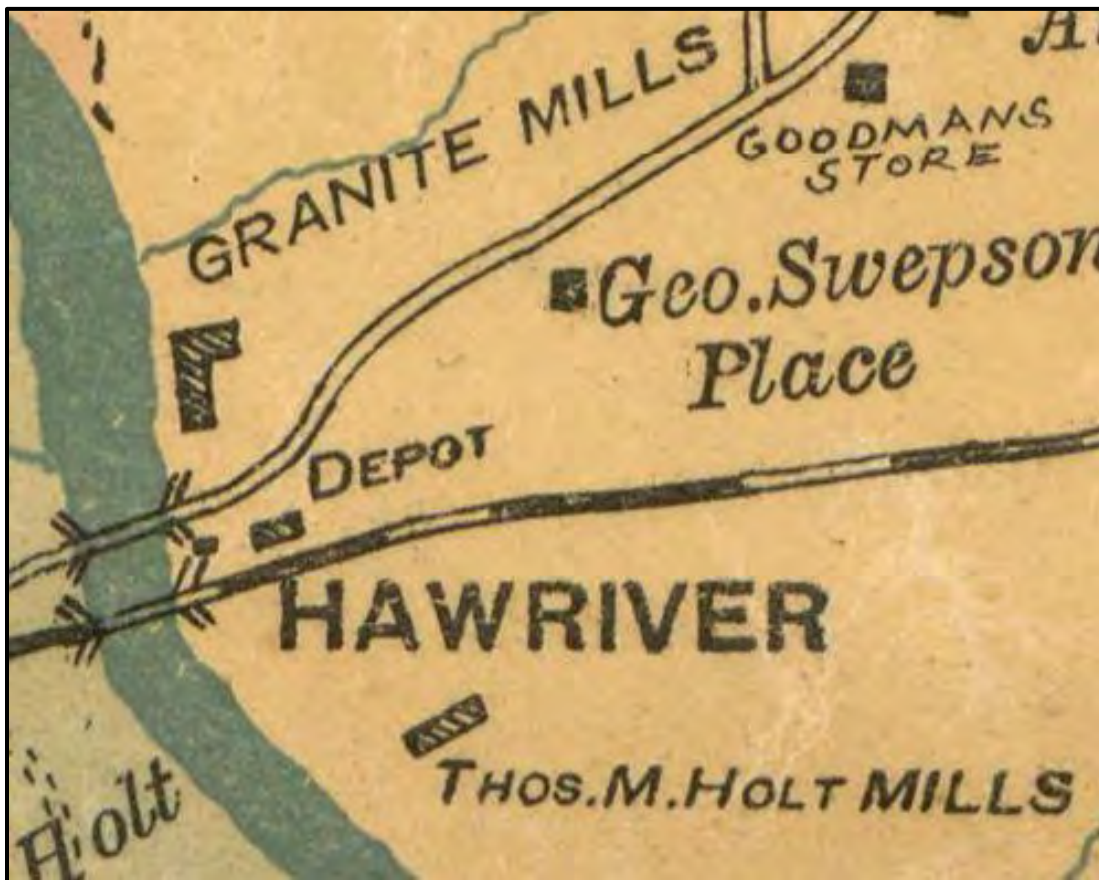 GRANITE MILLS
GOODMANS
STORE
Geo. Swepson
Place
DEPOT
HAWRIVER
THOS. M. HOLT MILLS
Holt